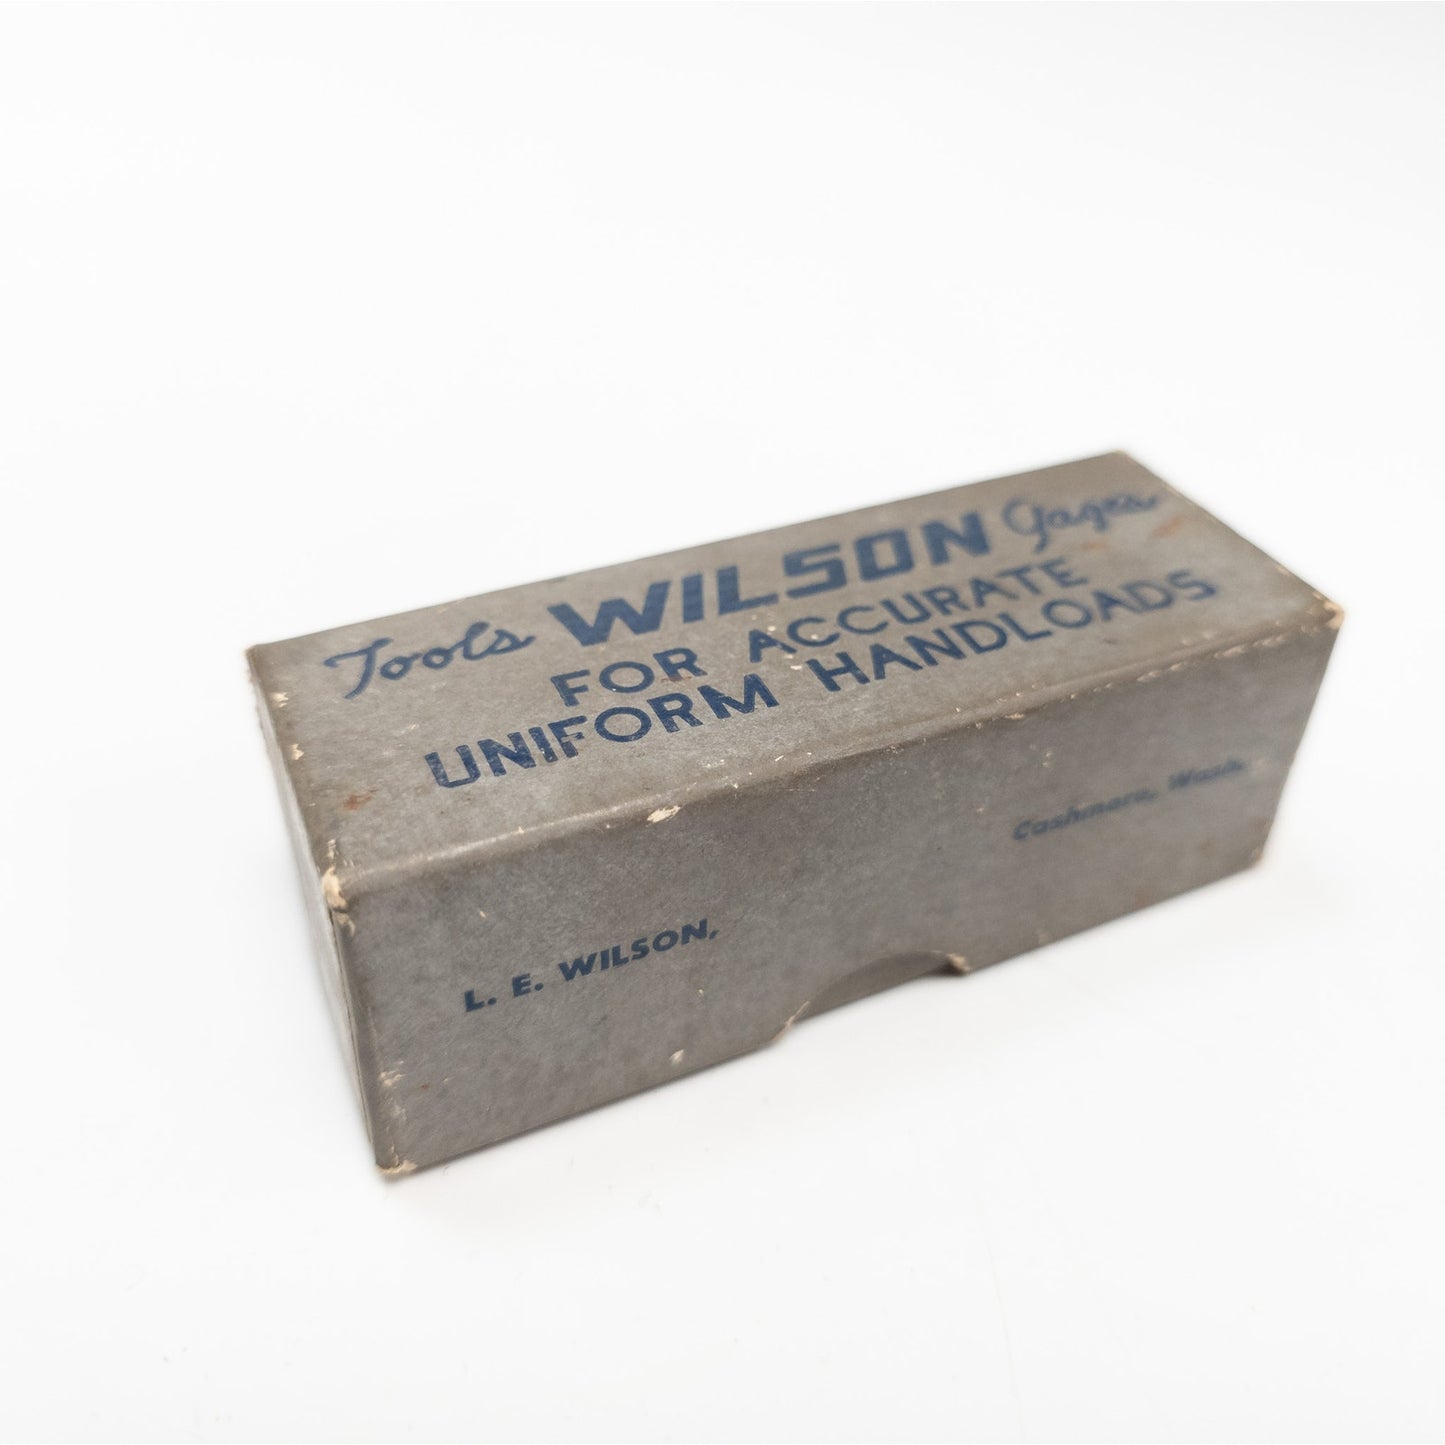 Tools WILSON Gages
FOR ACCURATE
UNIFORM HANDLOADS
L. E. WILSON,
Cashmere, Wash.